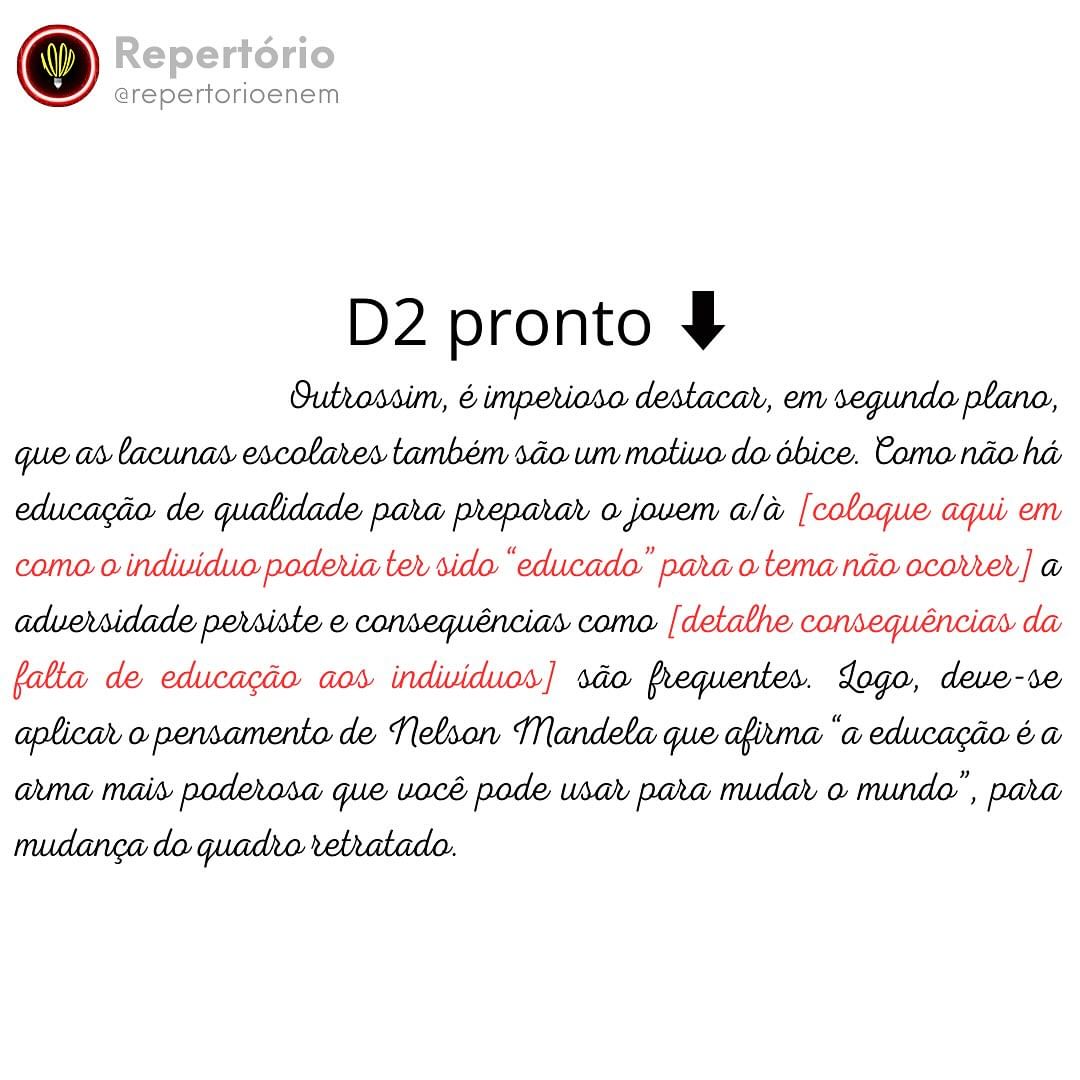 Repertório
@repertorioenem
D2 pronto ⬇
Outrossim, é imperioso destacar, em segundo plano,
que as lacunas escolares também são um motivo do óbice. Como não há
educação de qualidade para preparar o jovem a/à [coloque aqui em
como o indivíduo poderia ter sido “educado” para o tema não ocorrer] a
adversidade persiste e consequências como [detalhe consequências da
falta de educação aos indivíduos] são frequentes. Logo, deve-se
aplicar o pensamento de Nelson Mandela que afirma “a educação é a
arma mais poderosa que você pode usar para mudar o mundo”, para
mudança do quadro retratado.